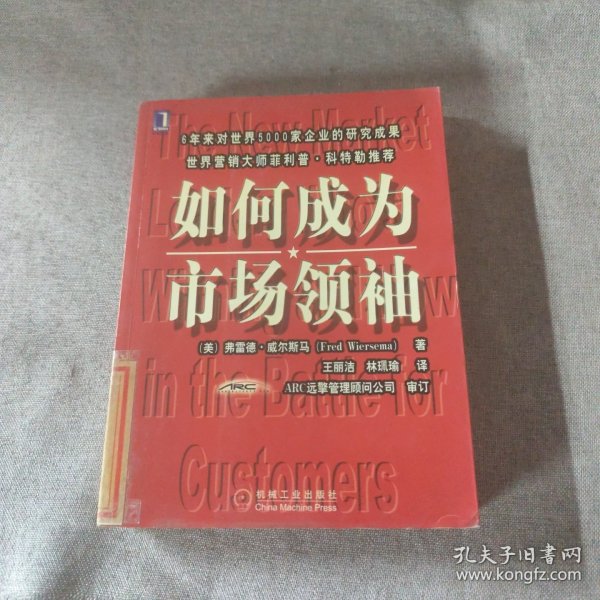 6年来对世界5000家企业的研究成果
世界营销大师菲利普·科特勒推荐
The New Market
如何成为
市场领袖
(美) 弗雷德·威尔斯马 (Fred Wiersema) 著
王丽洁 林珮瑜 译
ARC
ARC远擎管理顾问公司 审订
in the Battle for
Customers
机械工业出版社
China Machine Press
孔夫子旧书网
www.kongfz.com